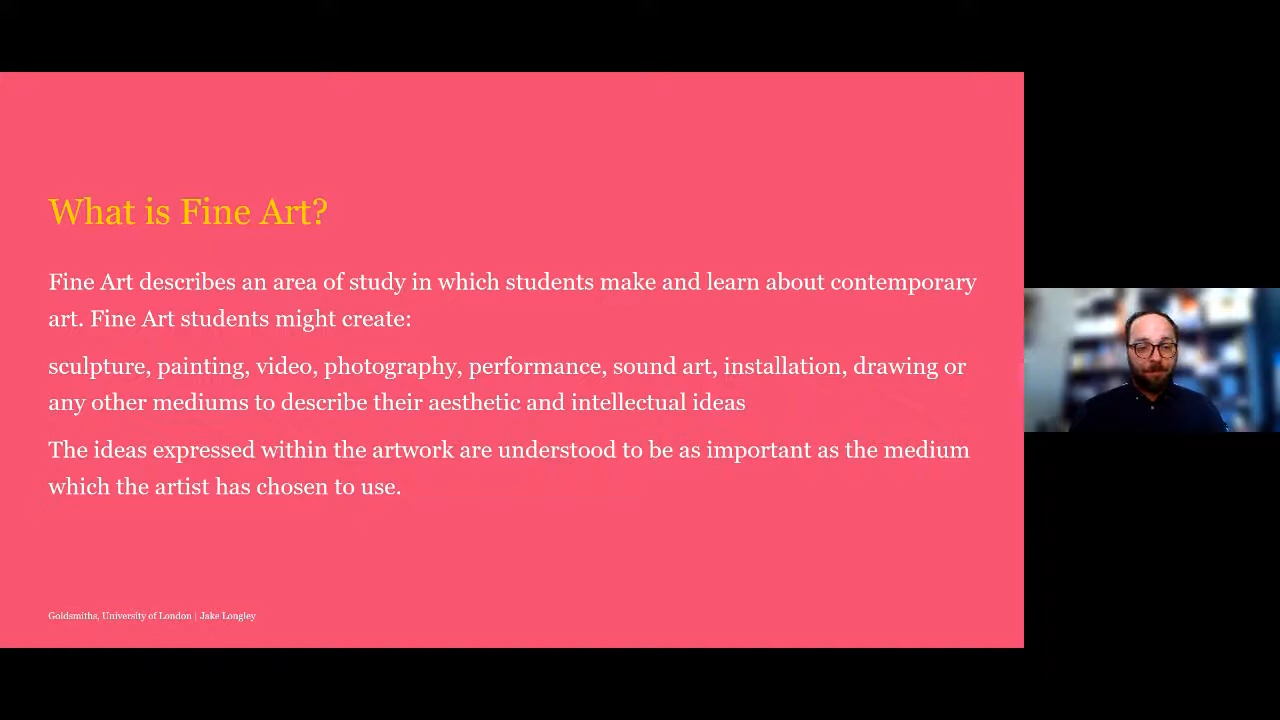 What is Fine Art?
Fine Art describes an area of study in which students make and learn about contemporary
art. Fine Art students might create:
sculpture, painting, video, photography, performance, sound art, installation, drawing or
any other mediums to describe their aesthetic and intellectual ideas
The ideas expressed within the artwork are understood to be as important as the medium
which the artist has chosen to use.
Goldsmiths, University of London | Jake Longley